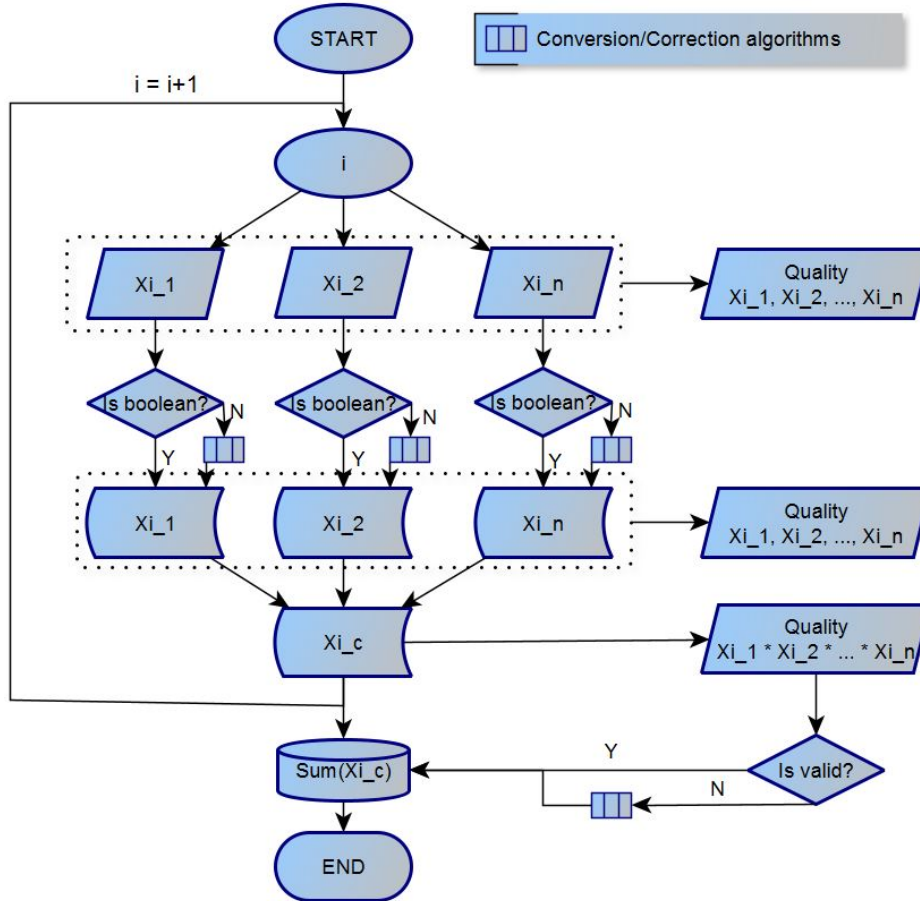 START
Conversion/Correction algorithms
i = i+1
i
Xi_1
Xi_2
Xi_n
Quality
Xi_1, Xi_2, ..., Xi_n
Is boolean?
N
Is boolean?
N
Is boolean?
N
Y
Y
Y
Xi_1
Xi_2
Xi_n
Quality
Xi_1, Xi_2, ..., Xi_n
Xi_c
Quality
Xi_1 * Xi_2 * ... * Xi_n
Sum(Xi_c)
Y
Is valid?
N
END